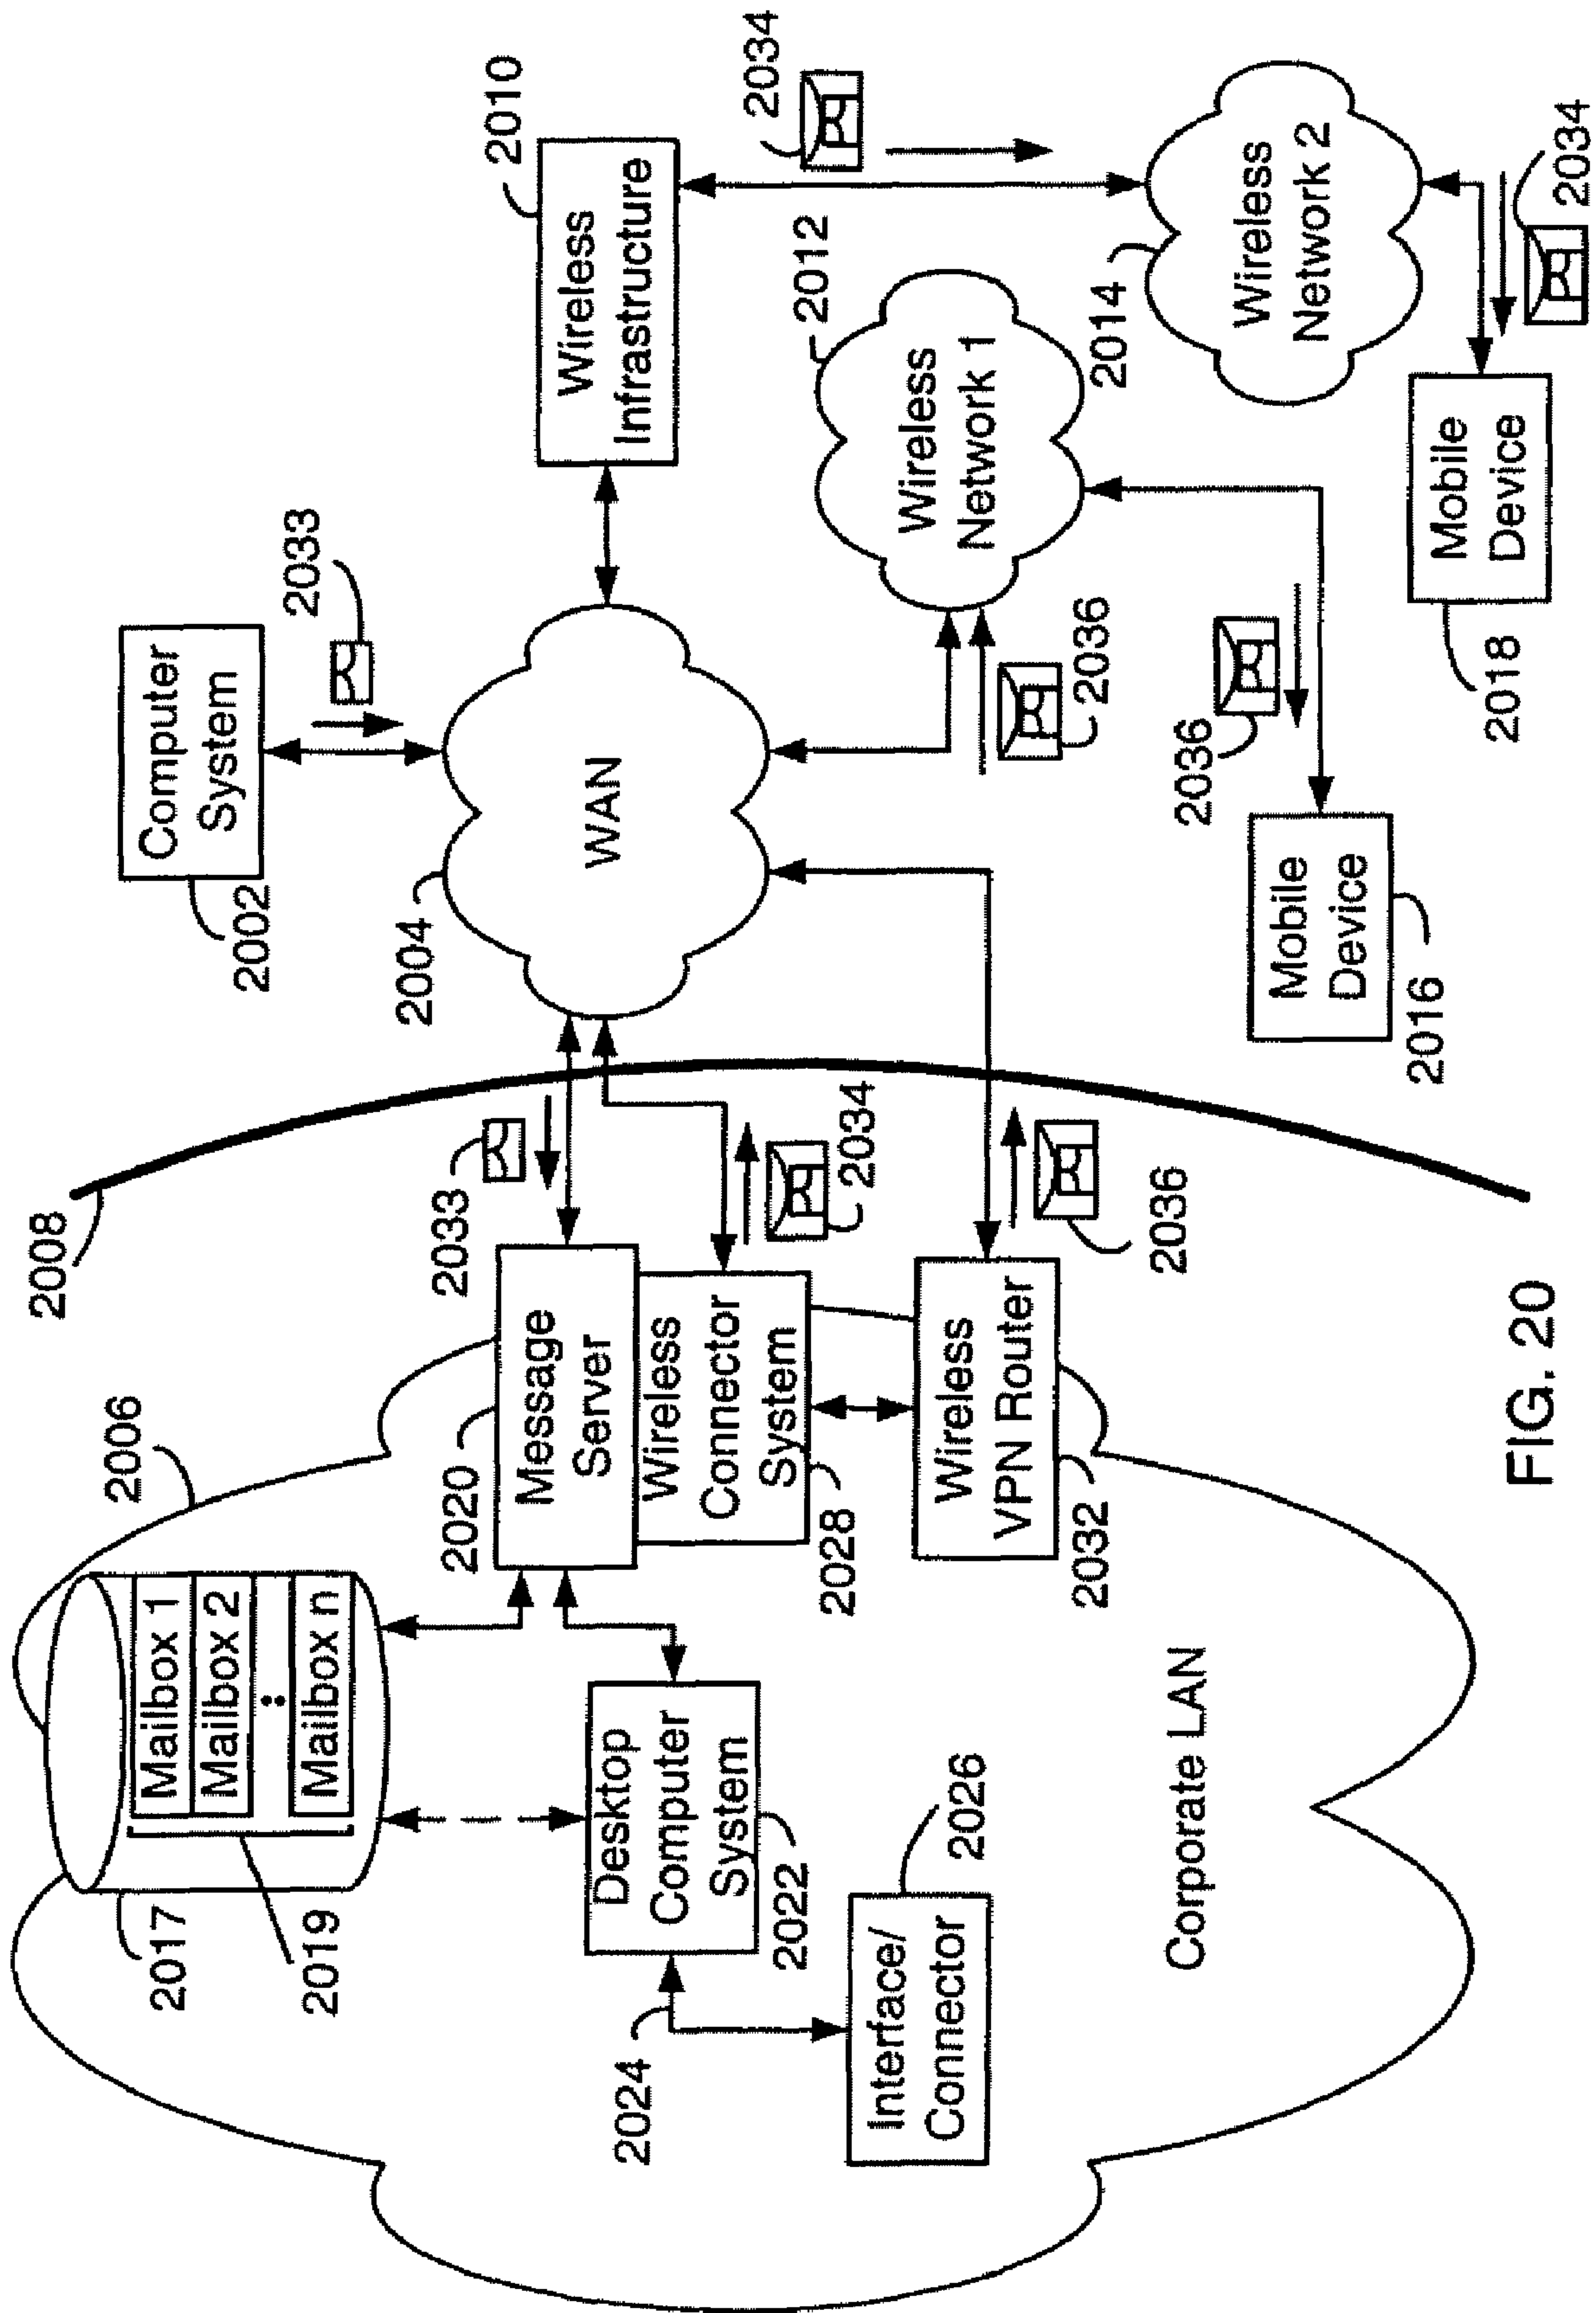 2008
2006
2017
Mailbox 1
Mailbox 2
Mailbox n
2019
2020
Message
Server
Wireless
Connector
System
2028
Wireless
VPN Router
2032
Desktop
Computer
System
2022
2024
Interface/
Connector
2026
Corporate LAN
2033
2034
2036
Computer
System
2002
2033
2004
WAN
Wireless
Infrastructure
2010
2034
2012
Wireless
Network 1
2036
2014
Wireless
Network 2
2034
2036
Mobile
Device
2016
Mobile
Device
2018
FIG. 20